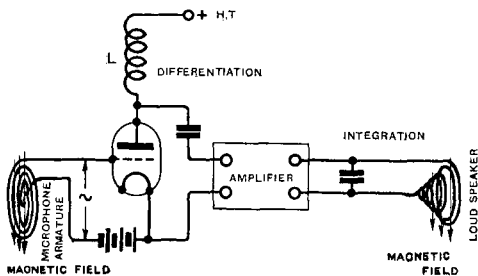 + H.T
L
DIFFERENTIATION
INTEGRATION
AMPLIFIER
MICROPHONE
ARMATURE
~
LOUD SPEAKER
MAGNETIC FIELD
MAGNETIC
FIELD